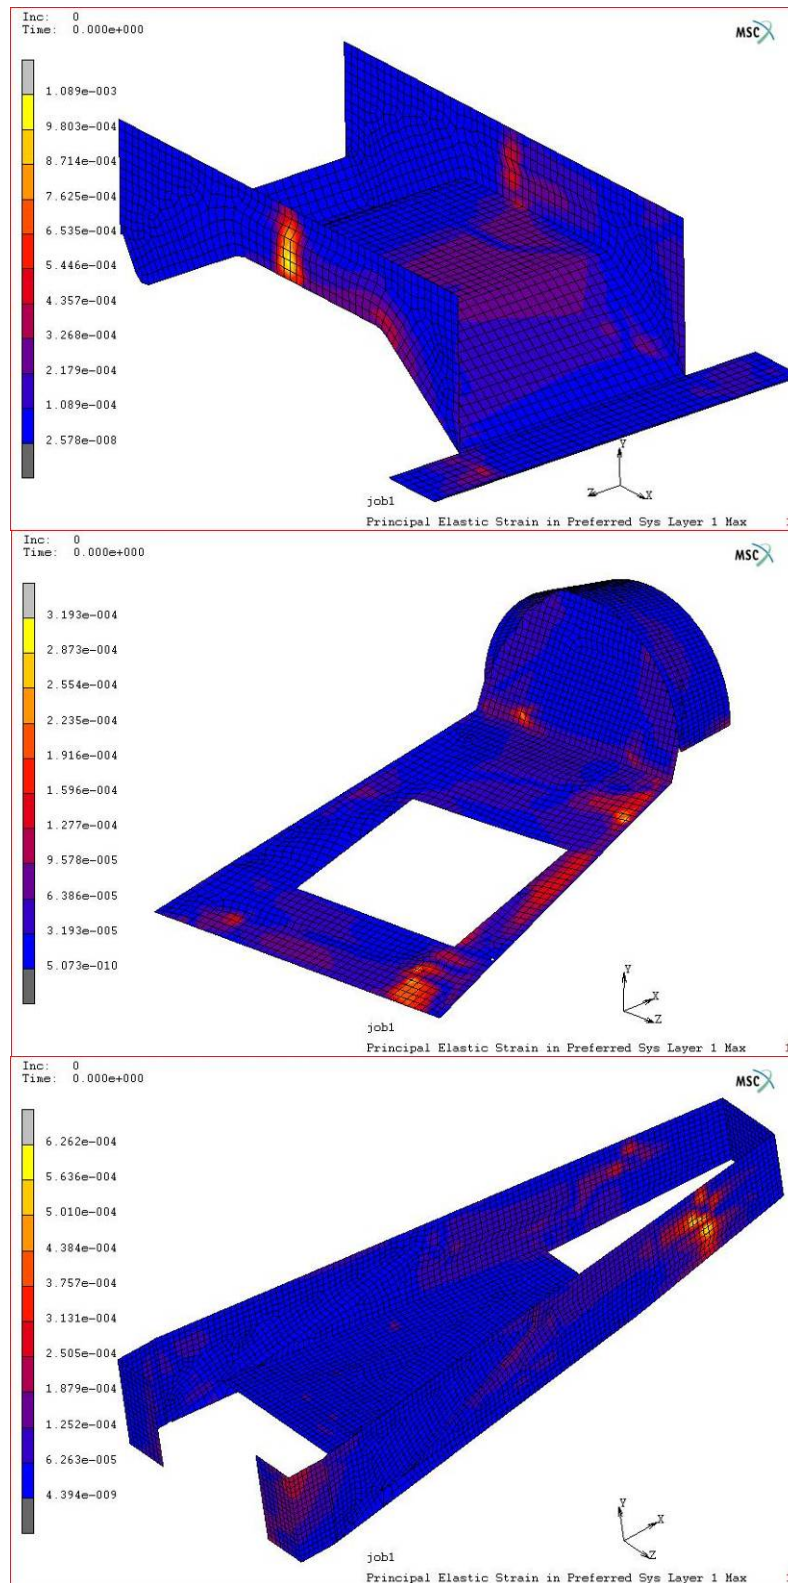 Inc: 0
Time: 0.000e+000
MSC
1.089e-003
9.803e-004
8.714e-004
7.625e-004
6.535e-004
5.446e-004
4.357e-004
3.268e-004
2.179e-004
1.089e-004
2.578e-008
Y
Z
X
job1
Principal Elastic Strain in Preferred Sys Layer 1 Max
Inc: 0
Time: 0.000e+000
MSC
3.193e-004
2.873e-004
2.554e-004
2.235e-004
1.916e-004
1.596e-004
1.277e-004
9.578e-005
6.386e-005
3.193e-005
5.073e-010
Y
X
Z
job1
Principal Elastic Strain in Preferred Sys Layer 1 Max
Inc: 0
Time: 0.000e+000
MSC
6.262e-004
5.636e-004
5.010e-004
4.384e-004
3.757e-004
3.131e-004
2.505e-004
1.879e-004
1.252e-004
6.263e-005
4.394e-009
Y
X
Z
job1
Principal Elastic Strain in Preferred Sys Layer 1 Max